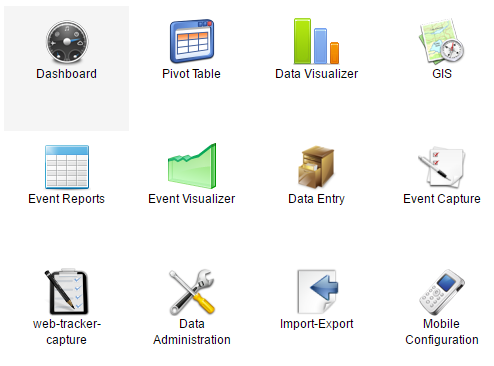 Dashboard
Pivot Table
Data Visualizer
GIS
Event Reports
Event Visualizer
Data Entry
Event Capture
web-tracker-
capture
Data
Administration
Import-Export
Mobile
Configuration